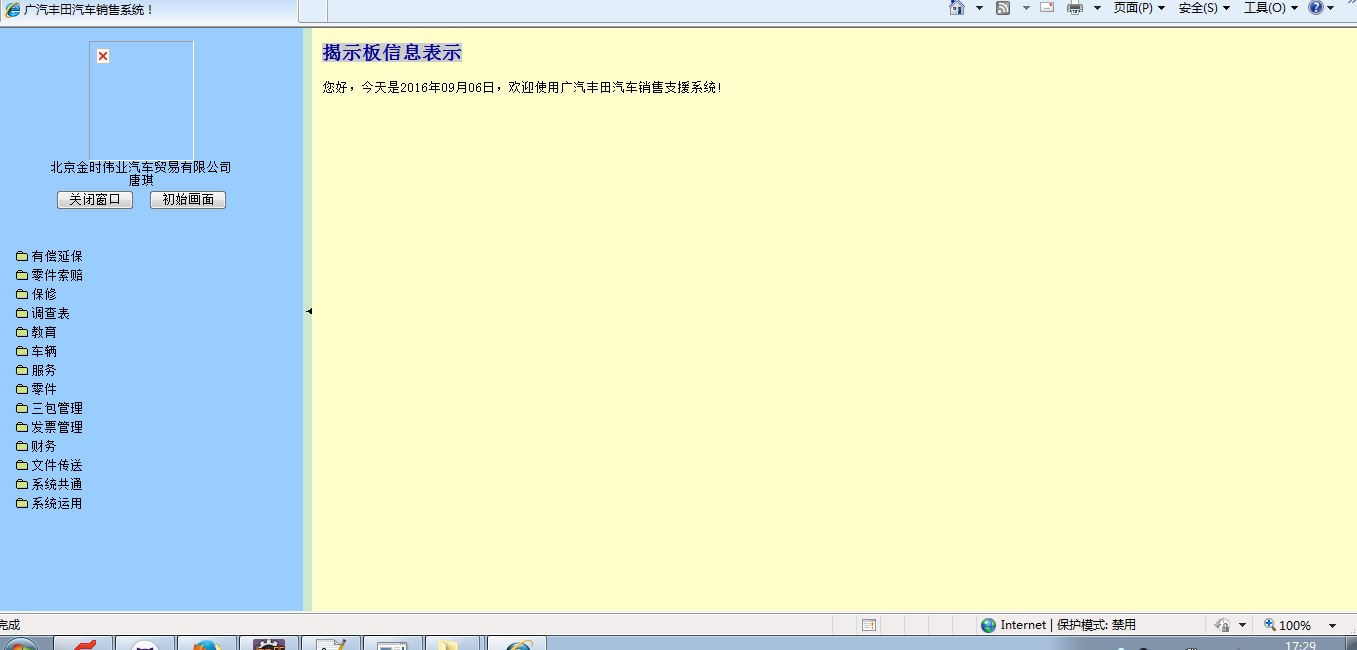 广汽丰田汽车销售系统！
页面(P)
安全(S)
工具(O)
北京金时伟业汽车贸易有限公司
唐琪
关闭窗口
初始画面
有偿延保
零件索赔
保修
调查表
教育
车辆
服务
零件
三包管理
发票管理
财务
文件传送
系统共通
系统运用
揭示板信息表示
您好，今天是2016年09月06日，欢迎使用广汽丰田汽车销售支援系统!
完成
Internet | 保护模式: 禁用
100%
17:29